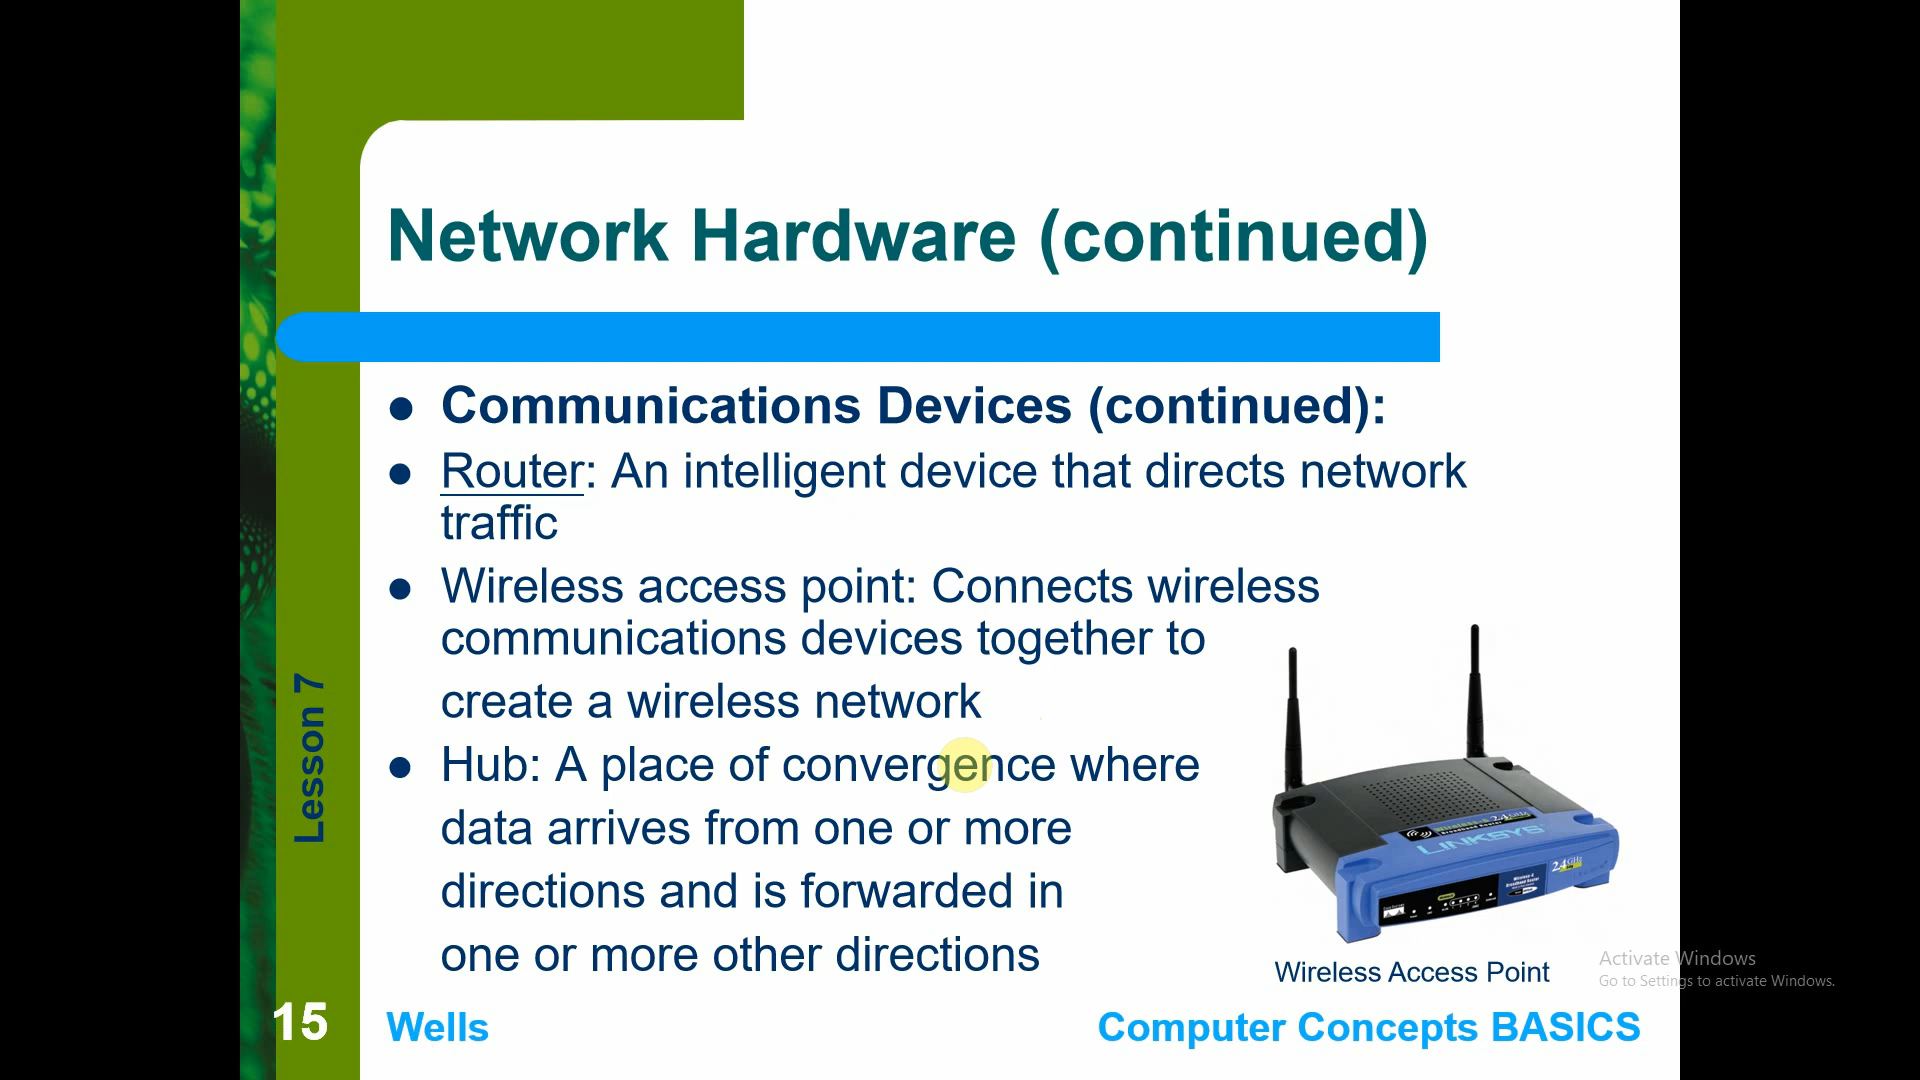 Network Hardware (continued)
Communications Devices (continued):
Router: An intelligent device that directs network
traffic
Wireless access point: Connects wireless
communications devices together to
create a wireless network
Hub: A place of convergence where
data arrives from one or more
directions and is forwarded in
one or more other directions
Lesson 7
LINKSYS
2.4GHz
Wireless Access Point
Activate Windows
Go to Settings to activate Windows.
15
Wells
Computer Concepts BASICS